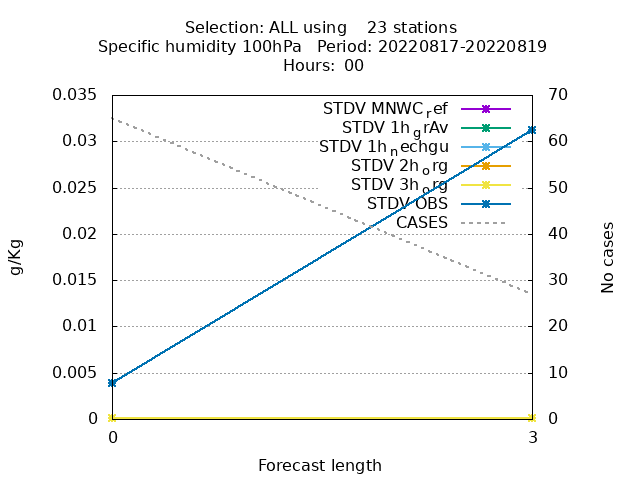 Selection: ALL using    23 stations
Specific humidity 100hPa   Period: 20220817-20220819
Hours: 00
0.035 70
STDV MNWC_ref
STDV 1h_grAv
0.03 60
STDV 1h_nechgu
STDV 2h_org
0.025 50
STDV 3h_org
STDV OBS
CASES
0.02 40
g/Kg
No cases
0.015 30
0.01 20
0.005 10
0 0
0 3
Forecast length